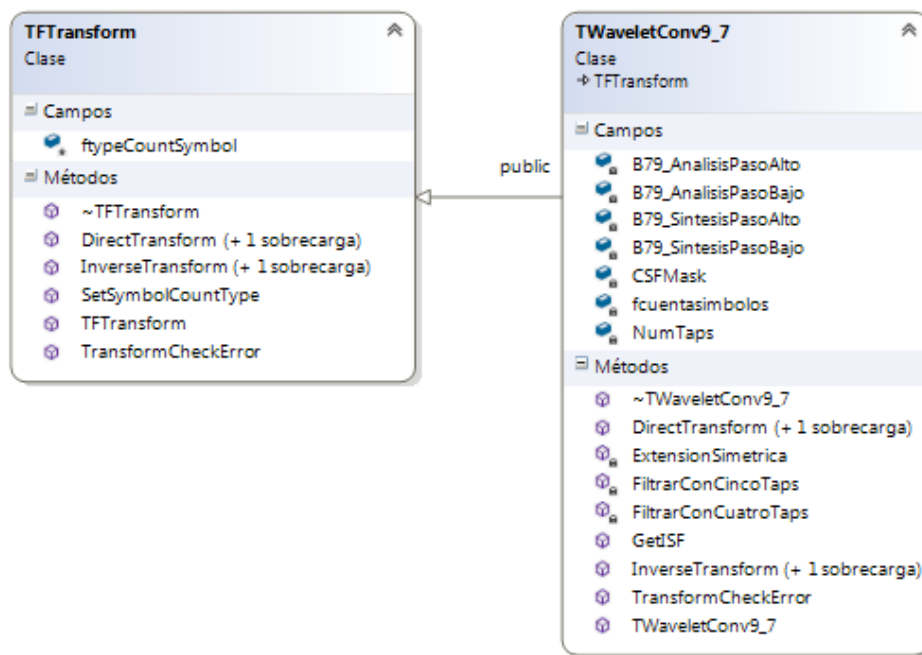 TFTransform
Clase
Campos
ftypeCountSymbol
Métodos
~TFTransform
DirectTransform (+ 1 sobrecarga)
InverseTransform (+ 1 sobrecarga)
SetSymbolCountType
TFTransform
TransformCheckError
public
TWaveletConv9_7
Clase
TFTransform
Campos
B79_AnalisisPasoAlto
B79_AnalisisPasoBajo
B79_SintesisPasoAlto
B79_SintesisPasoBajo
CSFMask
fcuentasimbolos
NumTaps
Métodos
~TWaveletConv9_7
DirectTransform (+ 1 sobrecarga)
ExtensionSimetrica
FiltrarConCincoTaps
FiltrarConCuatroTaps
GetISF
InverseTransform (+ 1 sobrecarga)
TransformCheckError
TWaveletConv9_7